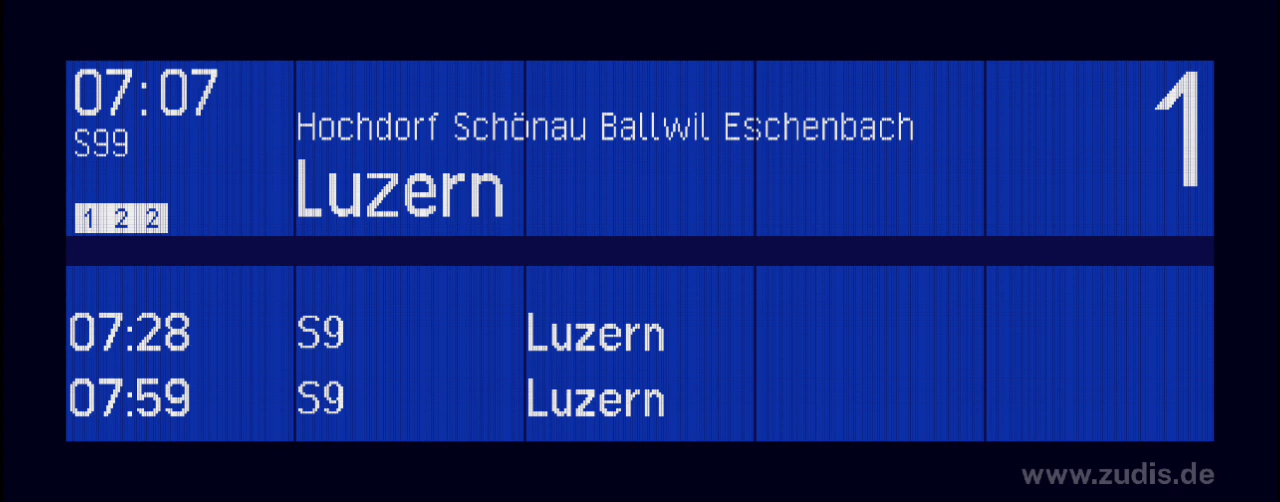 07:07
1
S99
Hochdorf Schönau Ballwil Eschenbach
Luzern
1 2 2
07:28 S9 Luzern
07:59 S9 Luzern
www.zudis.de